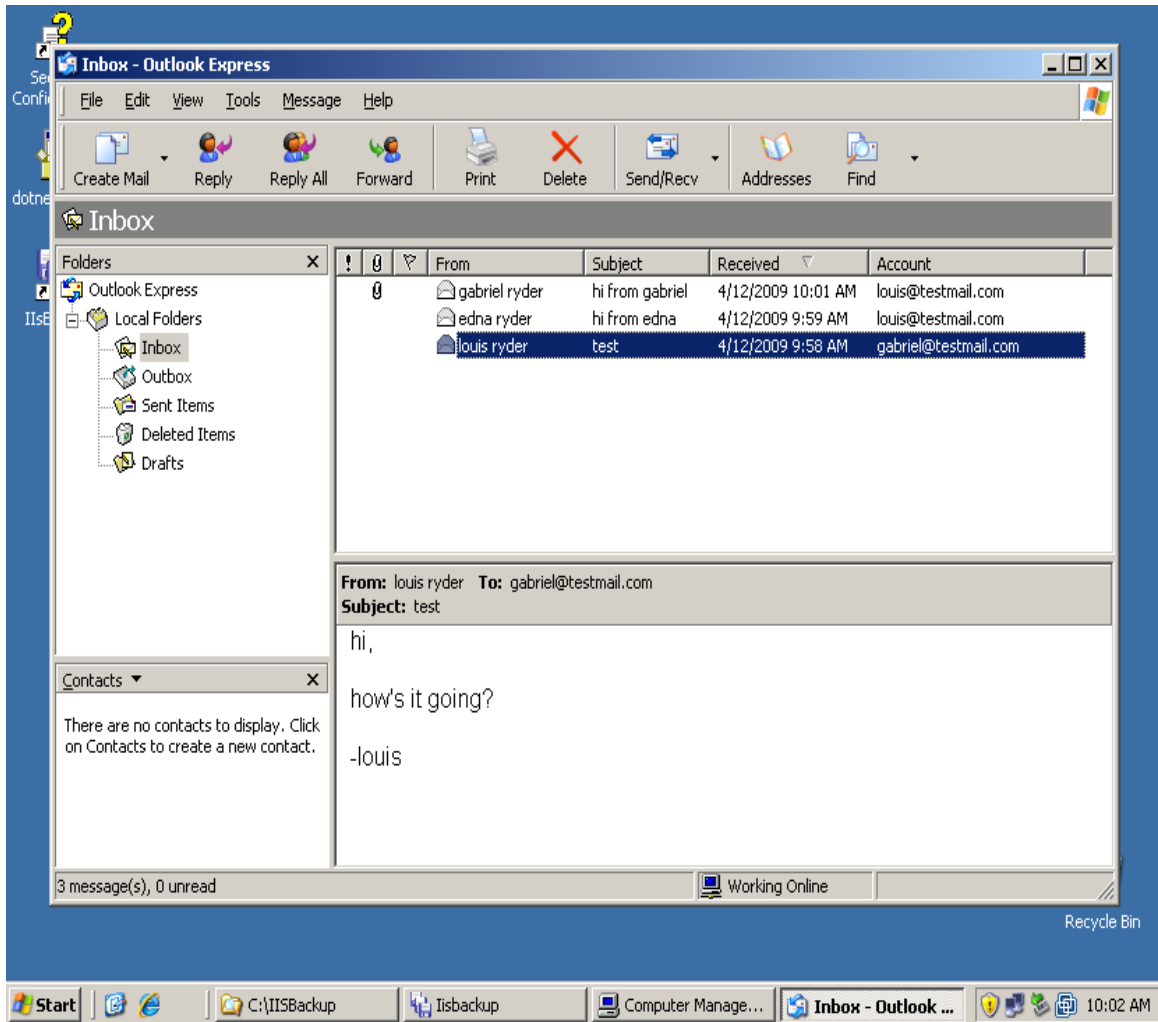 Inbox - Outlook Express
File Edit View Tools Message Help
Create Mail Reply Reply All Forward Print Delete Send/Recv Addresses Find
Inbox
Folders
Outlook Express
Local Folders
Inbox
Outbox
Sent Items
Deleted Items
Drafts
From Subject Received Account
gabriel ryder hi from gabriel 4/12/2009 10:01 AM louis@testmail.com
edna ryder hi from edna 4/12/2009 9:59 AM louis@testmail.com
louis ryder test 4/12/2009 9:58 AM gabriel@testmail.com
From: louis ryder To: gabriel@testmail.com
Subject: test
hi,
how's it going?
-louis
Contacts
There are no contacts to display. Click
on Contacts to create a new contact.
3 message(s), 0 unread
Working Online
Recycle Bin
Start C:\IISBackup Iisbackup Computer Manage... Inbox - Outlook ... 10:02 AM